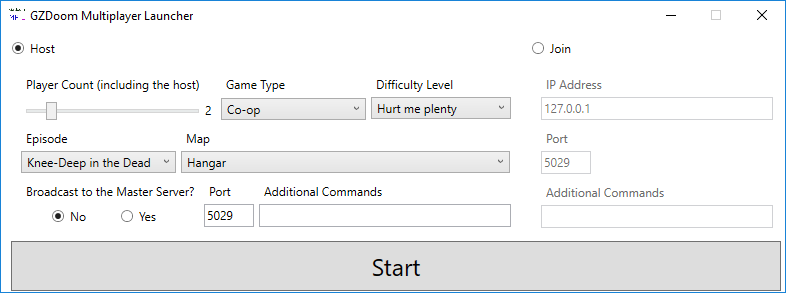 GZDoom Multiplayer Launcher
Host
Join
Player Count (including the host)
Game Type
Difficulty Level
IP Address
2
Co-op
Hurt me plenty
127.0.0.1
Episode
Map
Port
Knee-Deep in the Dead
Hangar
5029
Broadcast to the Master Server?
Port
Additional Commands
Additional Commands
No
Yes
5029
Start